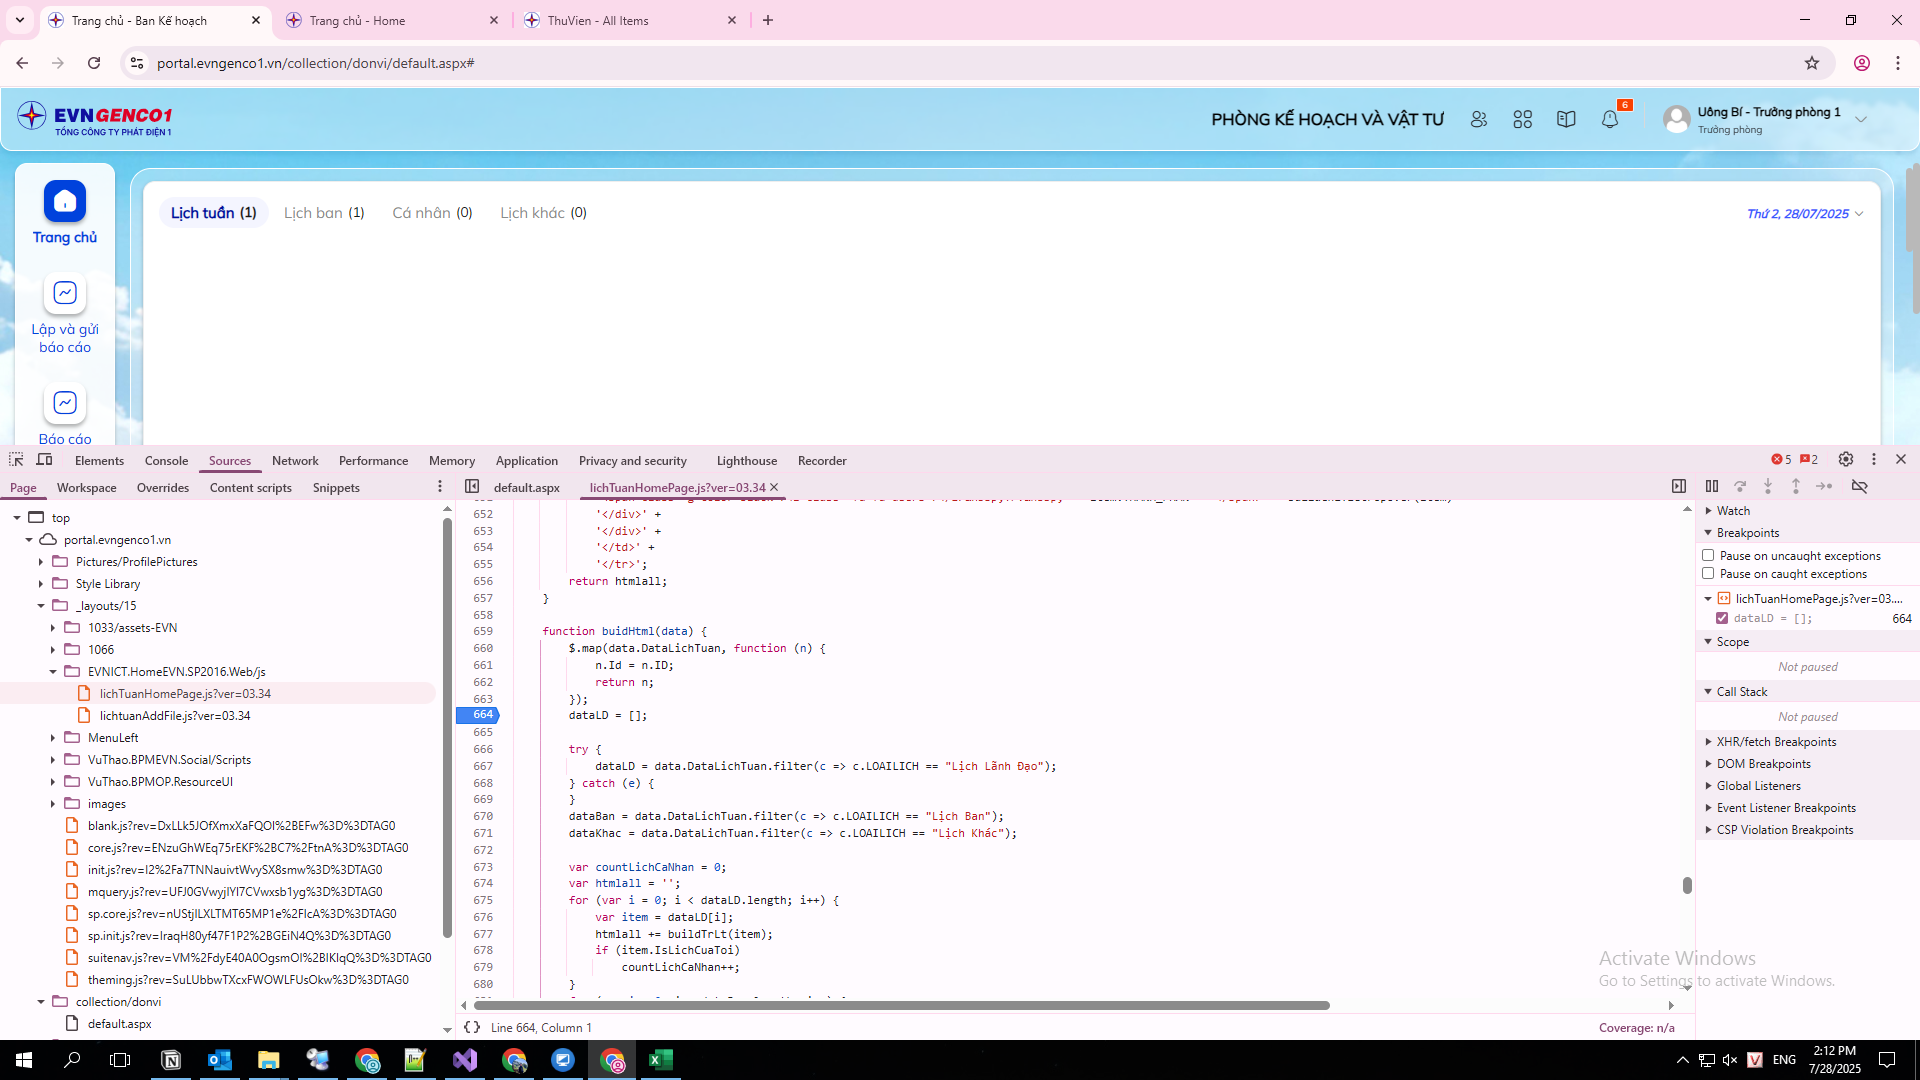 Trang chủ - Ban Kế hoạch
Trang chủ - Home
ThuVien - All Items
portal.evngenco1.vn/collection/donvi/default.aspx#
EVNGENCO1
TỔNG CÔNG TY PHÁT ĐIỆN 1
PHÒNG KẾ HOẠCH VÀ VẬT TƯ
6
Uông Bí - Trưởng phòng 1
Trưởng phòng
Trang chủ
Lập và gửi
báo cáo
Báo cáo
Lịch tuần (1)
Lịch ban (1)
Cá nhân (0)
Lịch khác (0)
Thứ 2, 28/07/2025
Elements
Console
Sources
Network
Performance
Memory
Application
Privacy and security
Lighthouse
Recorder
5
2
Page
Workspace
Overrides
Content scripts
Snippets
default.aspx
lichTuanHomePage.js?ver=03.34
top
portal.evngenco1.vn
Pictures/ProfilePictures
Style Library
_layouts/15
1033/assets-EVN
1066
EVNICT.HomeEVN.SP2016.Web/js
lichTuanHomePage.js?ver=03.34
lichtuanAddFile.js?ver=03.34
MenuLeft
VuThao.BPMEVN.Social/Scripts
VuThao.BPMOP.ResourceUI
images
blank.js?rev=DxLLk5JOfXmxXaFQOI%2BEFw%3D%3DTAG0
core.js?rev=ENzuGhWEq75rEKF%2BC7%2FtnA%3D%3DTAG0
init.js?rev=I2%2Fa7TNNauivtWvySX8smw%3D%3DTAG0
mquery.js?rev=UFJ0GVwyjIYI7CVwxsb1yg%3D%3DTAG0
sp.core.js?rev=nUStjILXLTMT65MP1e%2FIcA%3D%3DTAG0
sp.init.js?rev=IraqH80yf47F1P2%2BGEiN4Q%3D%3DTAG0
suitenav.js?rev=VM%2FdyE40A0OgsmOI%2BIKlqQ%3D%3DTAG0
theming.js?rev=SuLUbbwTXcxFWOWLFUsOkw%3D%3DTAG0
collection/donvi
default.aspx
652 '</div>' +
653 '</div>' +
654 '</td>' +
655 '</tr>';
656 return htmlall;
657 }
658
659 function buidHtml(data) {
660 $.map(data.DataLichTuan, function (n) {
661 n.Id = n.ID;
662 return n;
663 });
664 dataLD = [];
665
666 try {
667 dataLD = data.DataLichTuan.filter(c => c.LOAILICH == "Lịch Lãnh Đạo");
668 } catch (e) {
669 }
670 dataBan = data.DataLichTuan.filter(c => c.LOAILICH == "Lịch Ban");
671 dataKhac = data.DataLichTuan.filter(c => c.LOAILICH == "Lịch Khác");
672
673 var countLichCaNhan = 0;
674 var htmlall = '';
675 for (var i = 0; i < dataLD.length; i++) {
676 var item = dataLD[i];
677 htmlall += buildTrLt(item);
678 if (item.IsLichCuaToi)
679 countLichCaNhan++;
680 }
{} Line 664, Column 1
Coverage: n/a
Watch
Breakpoints
Pause on uncaught exceptions
Pause on caught exceptions
lichTuanHomePage.js?ver=03....
dataLD = []; 664
Scope
Not paused
Call Stack
Not paused
XHR/fetch Breakpoints
DOM Breakpoints
Global Listeners
Event Listener Breakpoints
CSP Violation Breakpoints
Activate Windows
Go to Settings to activate Windows.
ENG
2:12 PM
7/28/2025